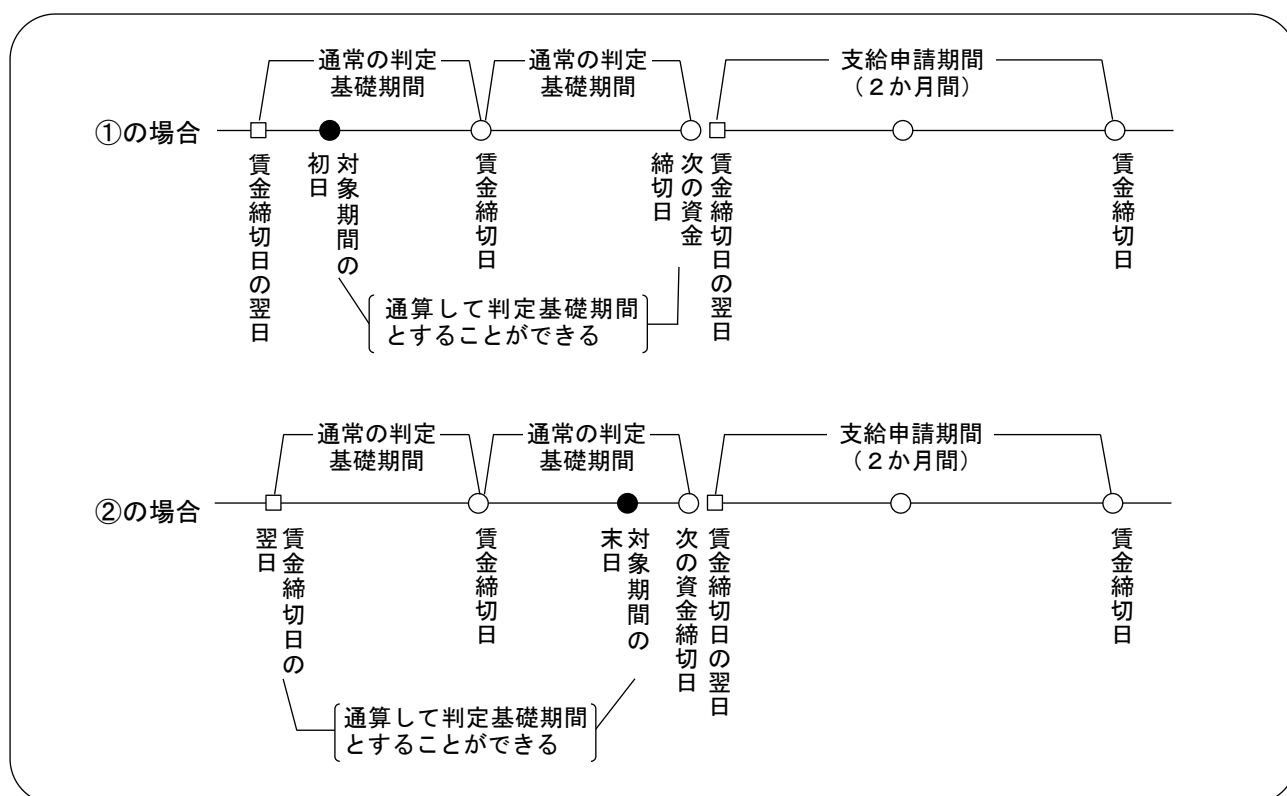 通常の判定
基礎期間
通常の判定
基礎期間
支給申請期間
（２か月間）
①の場合
賃金締切日の翌日
対象期間の
初日
賃金締切日
次の資金
締切日
賃金締切日の翌日
賃金締切日
通算して判定基礎期間
とすることができる
通常の判定
基礎期間
通常の判定
基礎期間
支給申請期間
（２か月間）
②の場合
賃金締切日の
翌日
賃金締切日
対象期間の
末日
次の資金締切日
賃金締切日の翌日
賃金締切日
通算して判定基礎期間
とすることができる